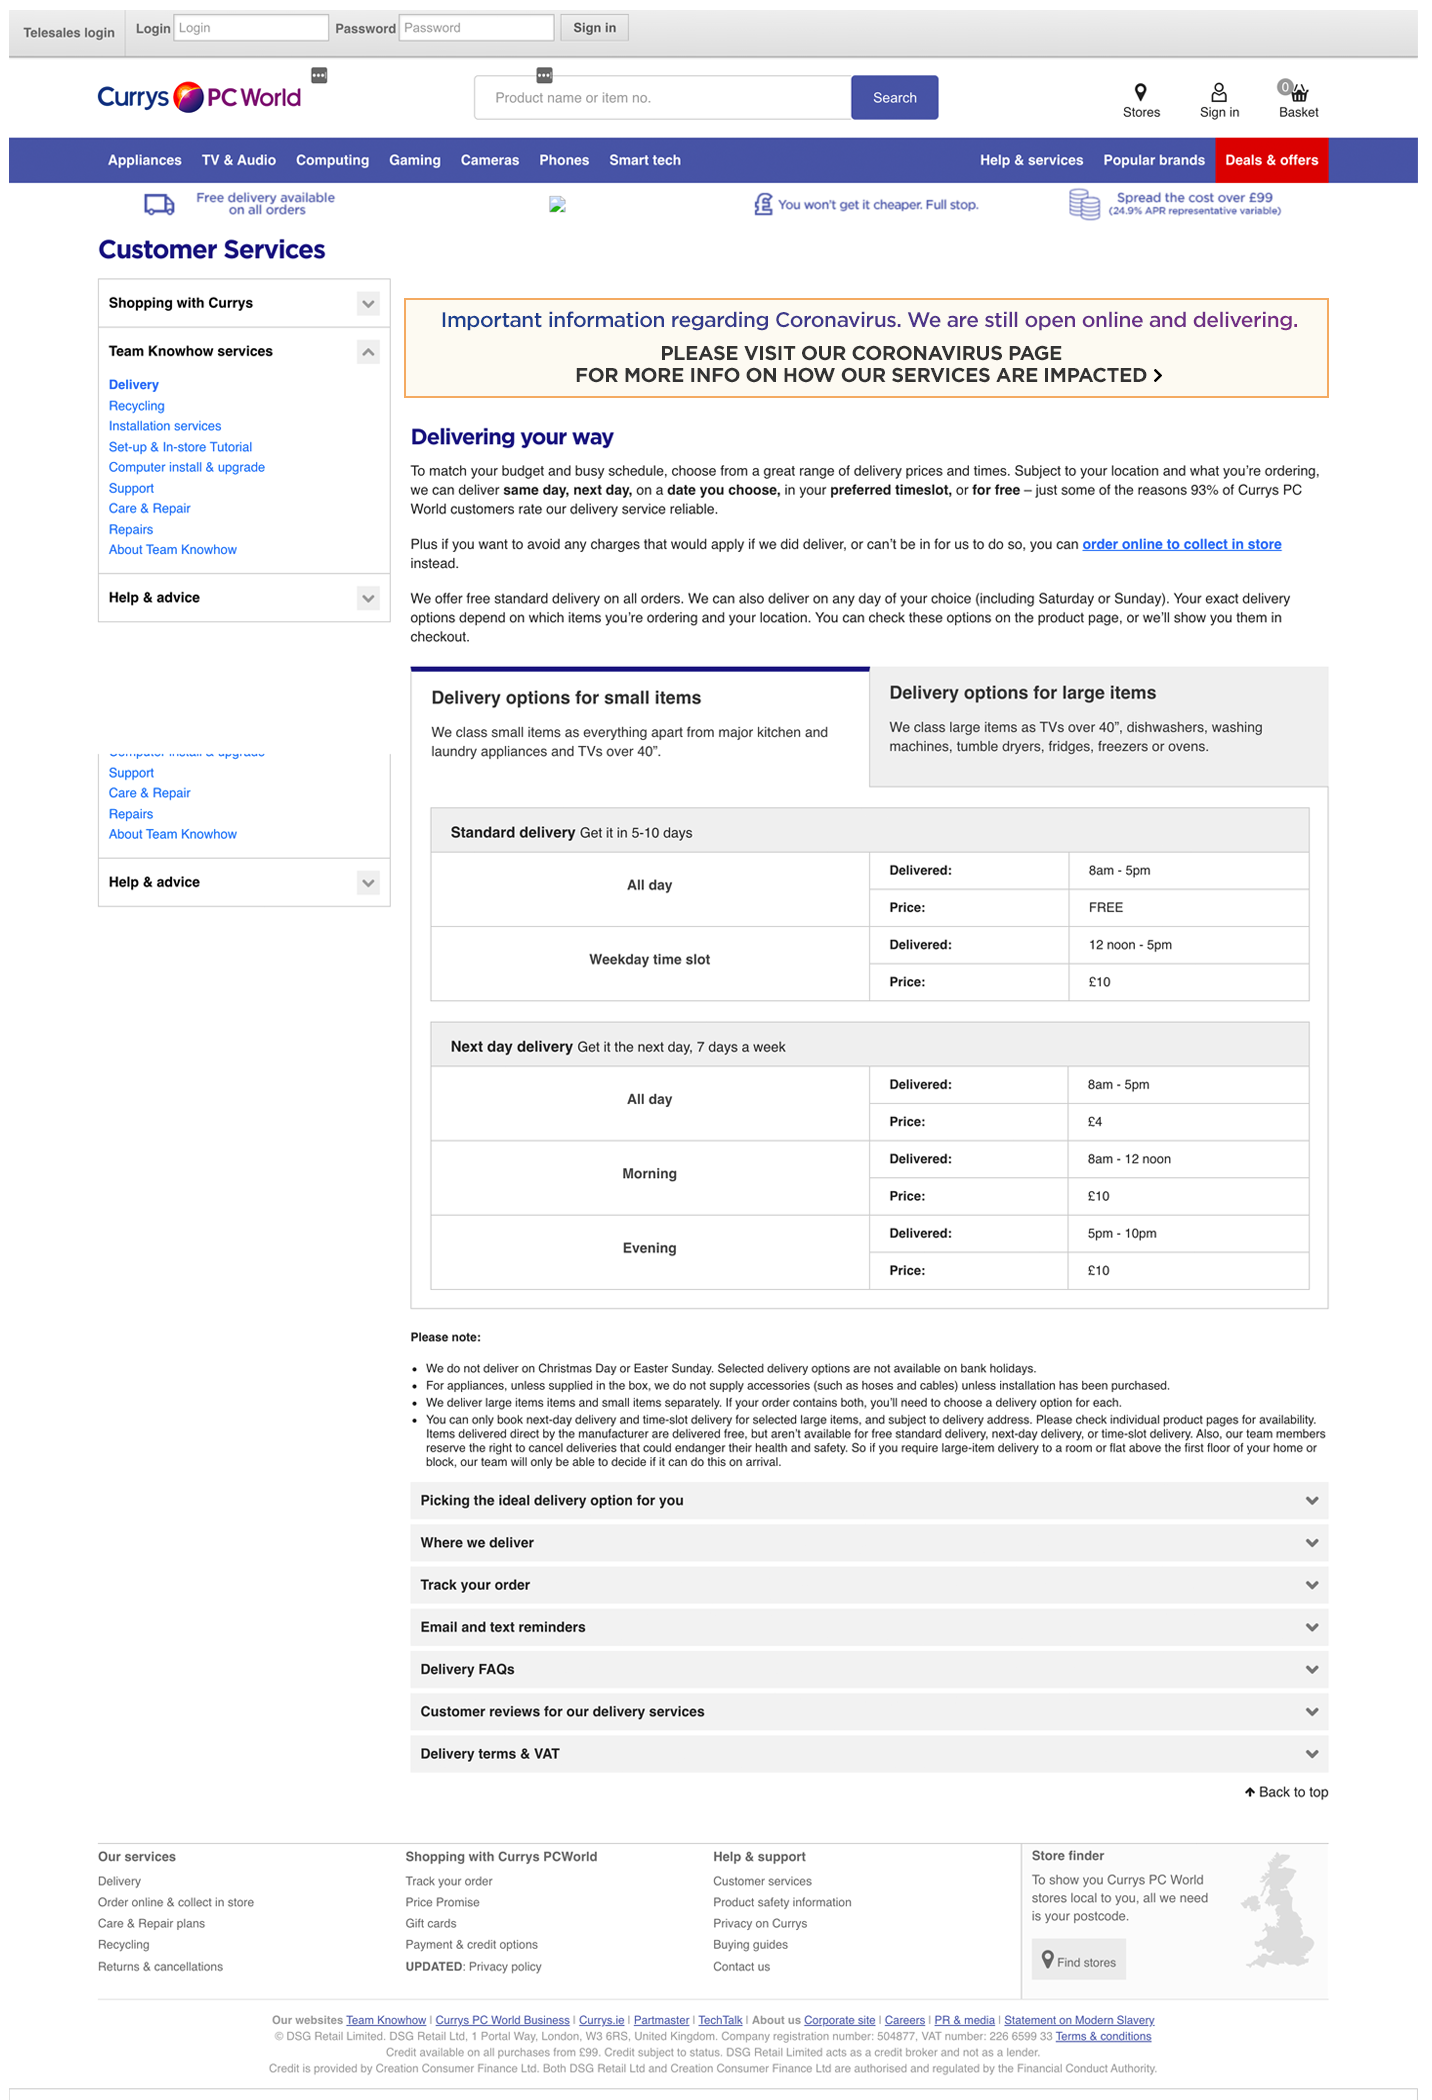 Telesales login
Login Login Password Password Sign in
Currys PC World
Product name or item no. Search
Stores Sign in 0 Basket
Appliances TV & Audio Computing Gaming Cameras Phones Smart tech Help & services Popular brands Deals & offers
Free delivery available
on all orders
You won't get it cheaper. Full stop.
Spread the cost over £99
(24.9% APR representative variable)
Customer Services
Shopping with Currys
Team Knowhow services
Delivery
Recycling
Installation services
Set-up & In-store Tutorial
Computer install & upgrade
Support
Care & Repair
Repairs
About Team Knowhow
Help & advice
Computer install & upgrade
Support
Care & Repair
Repairs
About Team Knowhow
Help & advice
Important information regarding Coronavirus. We are still open online and delivering.
PLEASE VISIT OUR CORONAVIRUS PAGE
FOR MORE INFO ON HOW OUR SERVICES ARE IMPACTED >
Delivering your way
To match your budget and busy schedule, choose from a great range of delivery prices and times. Subject to your location and what you're ordering,
we can deliver same day, next day, on a date you choose, in your preferred timeslot, or for free – just some of the reasons 93% of Currys PC
World customers rate our delivery service reliable.
Plus if you want to avoid any charges that would apply if we did deliver, or can't be in for us to do so, you can order online to collect in store
instead.
We offer free standard delivery on all orders. We can also deliver on any day of your choice (including Saturday or Sunday). Your exact delivery
options depend on which items you're ordering and your location. You can check these options on the product page, or we'll show you them in
checkout.
Delivery options for small items
We class small items as everything apart from major kitchen and
laundry appliances and TVs over 40”.
Delivery options for large items
We class large items as TVs over 40”, dishwashers, washing
machines, tumble dryers, fridges, freezers or ovens.
Standard delivery Get it in 5-10 days
All day
Delivered: 8am - 5pm
Price: FREE
Weekday time slot
Delivered: 12 noon - 5pm
Price: £10
Next day delivery Get it the next day, 7 days a week
All day
Delivered: 8am - 5pm
Price: £4
Morning
Delivered: 8am - 12 noon
Price: £10
Evening
Delivered: 5pm - 10pm
Price: £10
Please note:
• We do not deliver on Christmas Day or Easter Sunday. Selected delivery options are not available on bank holidays.
• For appliances, unless supplied in the box, we do not supply accessories (such as hoses and cables) unless installation has been purchased.
• We deliver large items items and small items separately. If your order contains both, you'll need to choose a delivery option for each.
• You can only book next-day delivery and time-slot delivery for selected large items, and subject to delivery address. Please check individual product pages for availability.
Items delivered direct by the manufacturer are delivered free, but aren't available for free standard delivery, next-day delivery, or time-slot delivery. Also, our team members
reserve the right to cancel deliveries that could endanger their health and safety. So if you require large-item delivery to a room or flat above the first floor of your home or
block, our team will only be able to decide if it can do this on arrival.
Picking the ideal delivery option for you
Where we deliver
Track your order
Email and text reminders
Delivery FAQs
Customer reviews for our delivery services
Delivery terms & VAT
Back to top
Our services
Delivery
Order online & collect in store
Care & Repair plans
Recycling
Returns & cancellations
Shopping with Currys PCWorld
Track your order
Price Promise
Gift cards
Payment & credit options
UPDATED: Privacy policy
Help & support
Customer services
Product safety information
Privacy on Currys
Buying guides
Contact us
Store finder
To show you Currys PC World
stores local to you, all we need
is your postcode.
Find stores
Our websites Team Knowhow | Currys PC World Business | Currys.ie | Partmaster | TechTalk | About us Corporate site | Careers | PR & media | Statement on Modern Slavery
© DSG Retail Limited. DSG Retail Ltd, 1 Portal Way, London, W3 6RS, United Kingdom. Company registration number: 504877, VAT number: 226 6599 33 Terms & conditions
Credit available on all purchases from £99. Credit subject to status. DSG Retail Limited acts as a credit broker and not as a lender.
Credit is provided by Creation Consumer Finance Ltd. Both DSG Retail Ltd and Creation Consumer Finance Ltd are authorised and regulated by the Financial Conduct Authority.